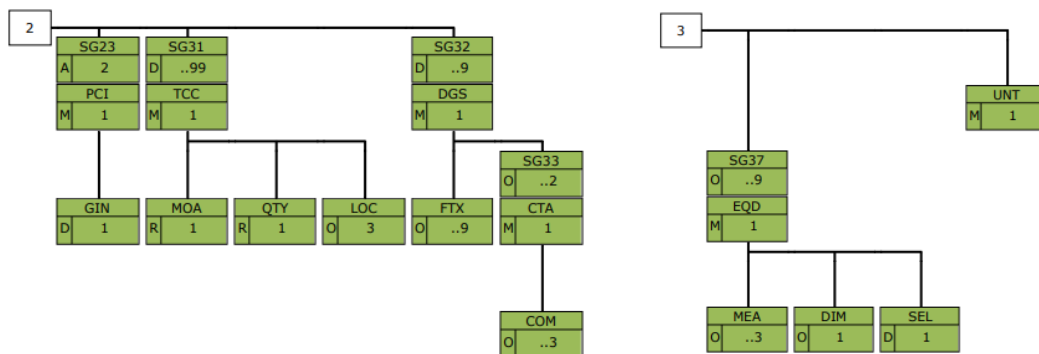 2
3
SG23
SG31
SG32
A 2
D ..99
D ..9
PCI
TCC
DGS
UNT
M 1
M 1
M 1
M 1
SG33
SG37
O ..2
O ..9
GIN
MOA
QTY
LOC
FTX
CTA
EQD
D 1
R 1
R 1
O 3
O ..9
M 1
M 1
COM
MEA
DIM
SEL
O ..3
O ..3
O 1
D 1